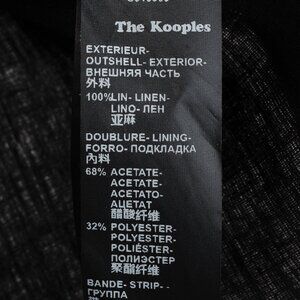 The Kooples
EXTERIEUR-
OUTSHELL- EXTERIOR-
ВНЕШНЯЯ ЧАСТЬ
外料
100%LIN- LINEN-
LINO- ЛЕН
亚麻
DOUBLURE- LINING-
FORRO- ПОДКЛАДКА
內料
68% ACETATE-
ACETATE-
ACETATO-
АЦЕТАТ
醋酸纤维
32% POLYESTER-
POLYESTER-
POLIÉSTER-
ПОЛИЭСТЕР
聚酯纤维
BANDE- STRIP- -
ГРУППА